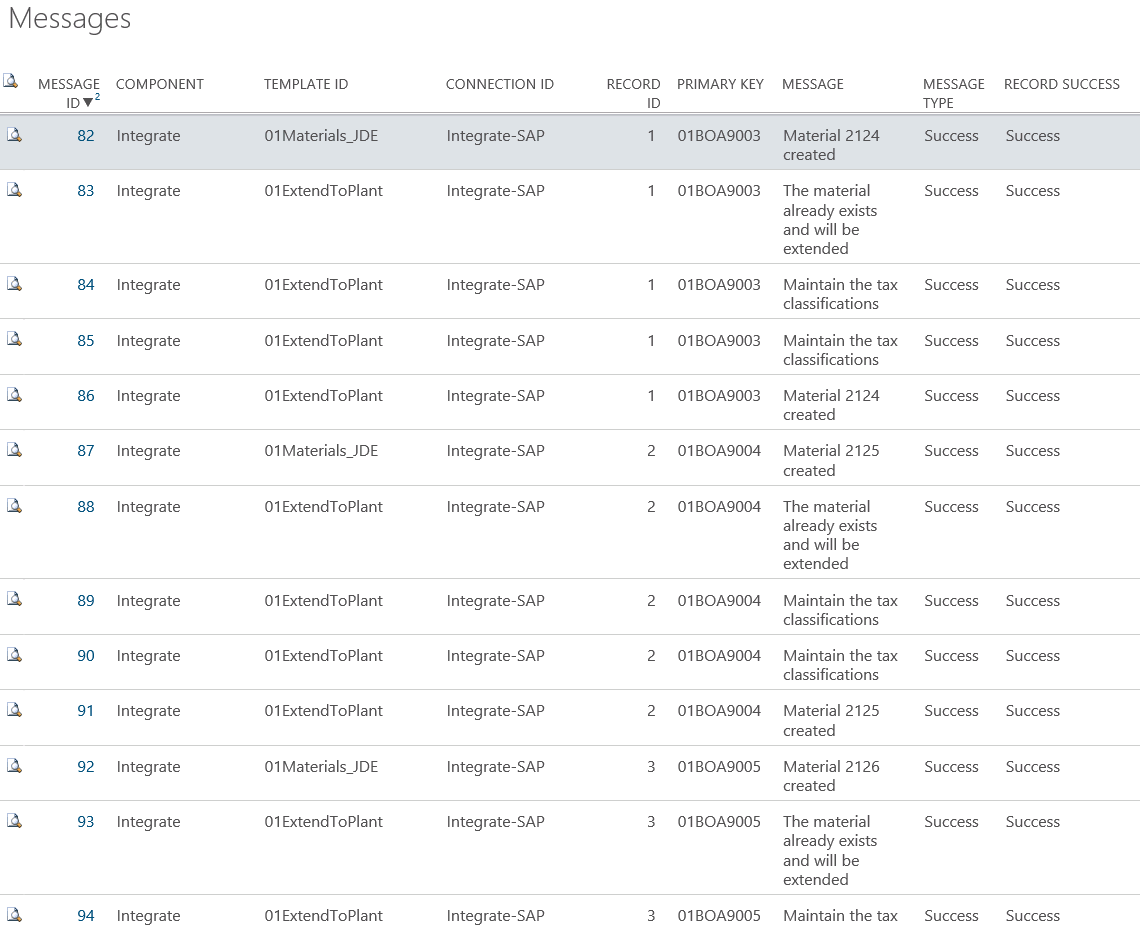 Messages
MESSAGE ID▼2 COMPONENT TEMPLATE ID CONNECTION ID RECORD ID PRIMARY KEY MESSAGE MESSAGE TYPE RECORD SUCCESS
82 Integrate 01Materials_JDE Integrate-SAP 1 01BOA9003 Material 2124 Success Success
created
83 Integrate 01ExtendToPlant Integrate-SAP 1 01BOA9003 The material Success Success
already exists
and will be
extended
84 Integrate 01ExtendToPlant Integrate-SAP 1 01BOA9003 Maintain the tax Success Success
classifications
85 Integrate 01ExtendToPlant Integrate-SAP 1 01BOA9003 Maintain the tax Success Success
classifications
86 Integrate 01ExtendToPlant Integrate-SAP 1 01BOA9003 Material 2124 Success Success
created
87 Integrate 01Materials_JDE Integrate-SAP 2 01BOA9004 Material 2125 Success Success
created
88 Integrate 01ExtendToPlant Integrate-SAP 2 01BOA9004 The material Success Success
already exists
and will be
extended
89 Integrate 01ExtendToPlant Integrate-SAP 2 01BOA9004 Maintain the tax Success Success
classifications
90 Integrate 01ExtendToPlant Integrate-SAP 2 01BOA9004 Maintain the tax Success Success
classifications
91 Integrate 01ExtendToPlant Integrate-SAP 2 01BOA9004 Material 2125 Success Success
created
92 Integrate 01Materials_JDE Integrate-SAP 3 01BOA9005 Material 2126 Success Success
created
93 Integrate 01ExtendToPlant Integrate-SAP 3 01BOA9005 The material Success Success
already exists
and will be
extended
94 Integrate 01ExtendToPlant Integrate-SAP 3 01BOA9005 Maintain the tax Success Success